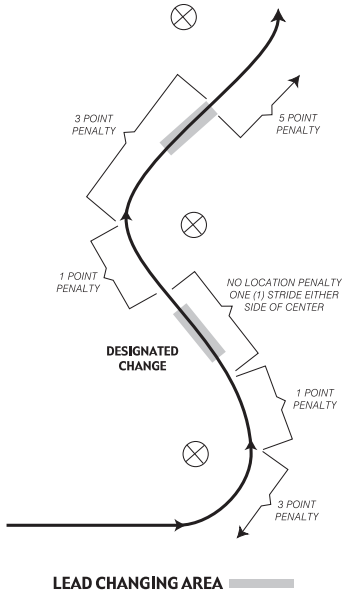 3 POINT
PENALTY
5 POINT
PENALTY
1 POINT
PENALTY
NO LOCATION PENALTY
ONE (1) STRIDE EITHER
SIDE OF CENTER
DESIGNATED
CHANGE
1 POINT
PENALTY
3 POINT
PENALTY
LEAD CHANGING AREA